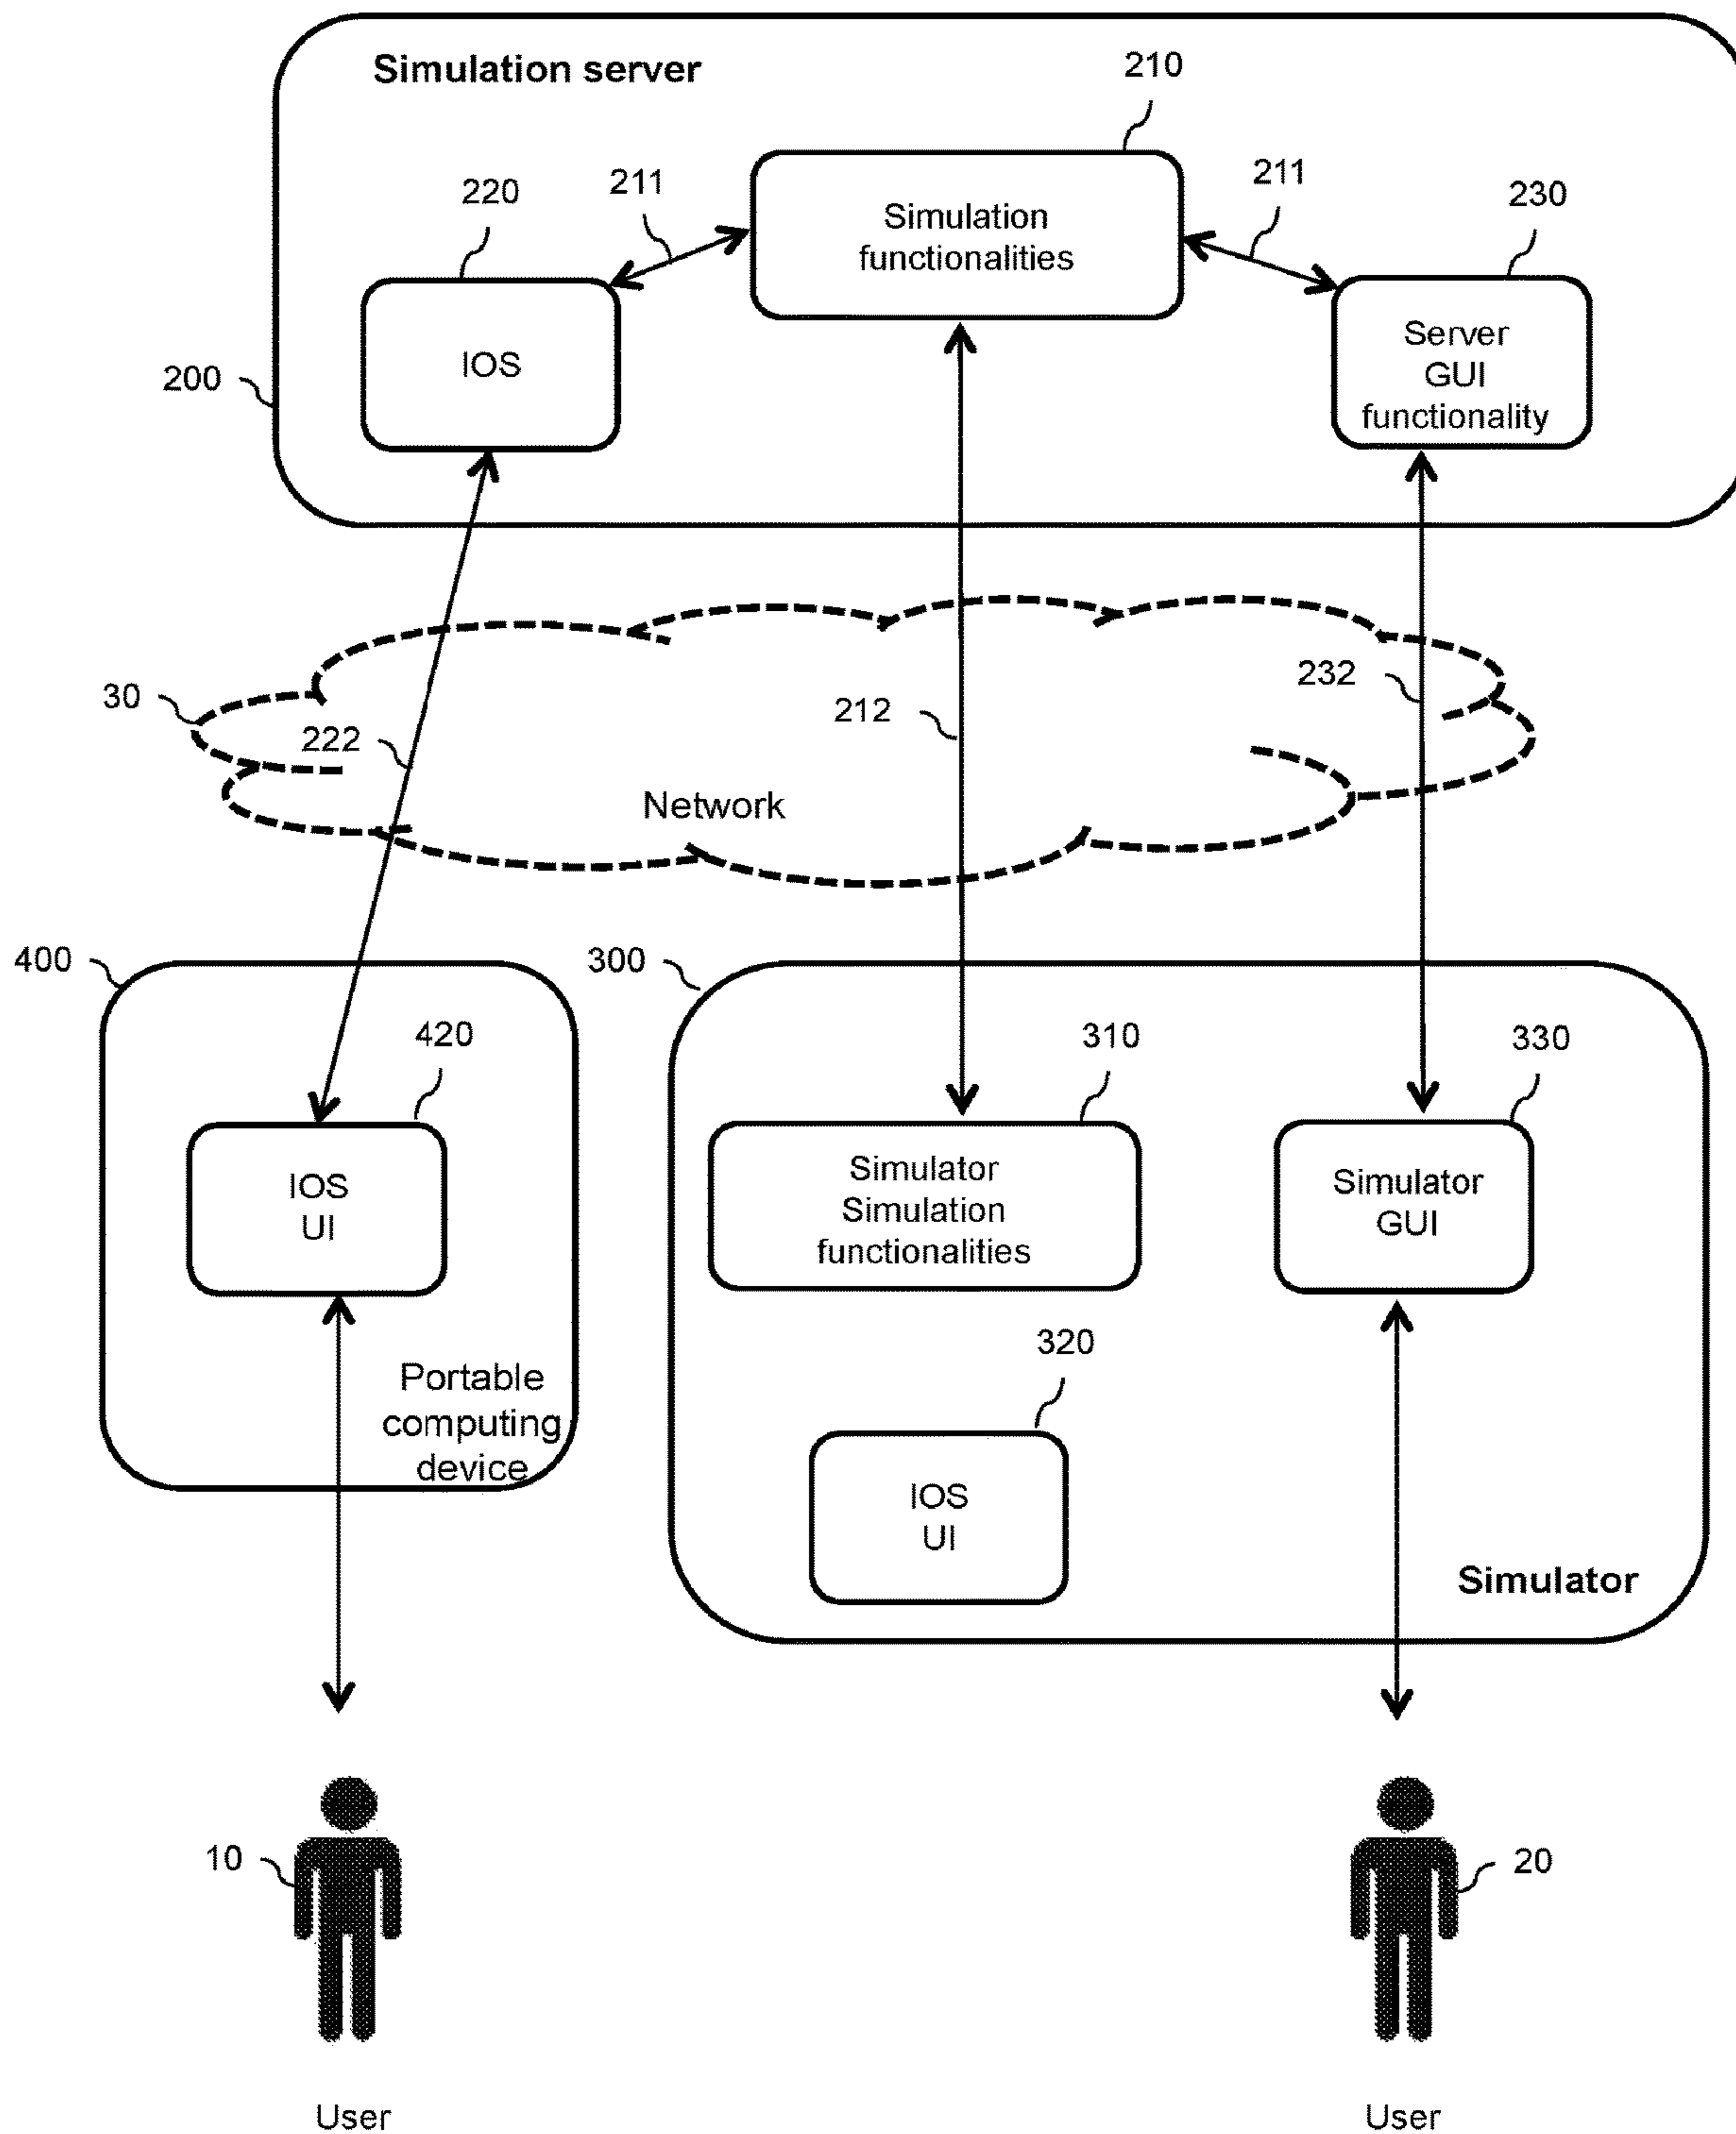 Simulation server
210
220
211
211
230
Simulation
functionalities
IOS
Server
GUI
functionality
200
30
222
212
232
Network
400
300
420
310
330
IOS
UI
Simulator
Simulation
functionalities
Simulator
GUI
320
Portable
computing
device
IOS
UI
Simulator
10
20
User
User